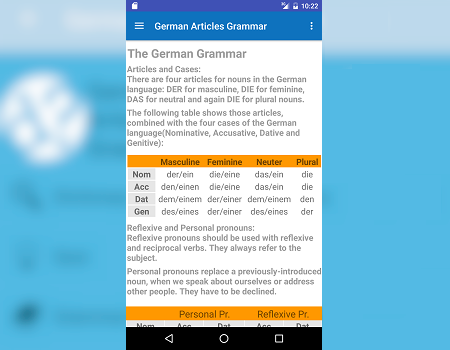 10:22
German Articles Grammar
The German Grammar
Articles and Cases:
There are four articles for nouns in the German
language: DER for masculine, DIE for feminine,
DAS for neutral and again DIE for plural nouns.
The following table shows those articles,
combined with the four cases of the German
language(Nominative, Accusative, Dative and
Genitive):
Masculine Feminine Neuter Plural
Nom der/ein die/eine das/ein die
Acc den/einen die/eine das/ein die
Dat dem/einem der/einer dem/einem den
Gen des/eines der/einer des/eines der
Reflexive and Personal pronouns:
Reflexive pronouns should be used with reflexive
and reciprocal verbs. They always refer to the
subject.
Personal pronouns replace a previously-introduced
noun, when we speak about ourselves or address
other people. They have to be declined.
Personal Pr. Reflexive Pr.
Nom Acc Dat Acc Dat